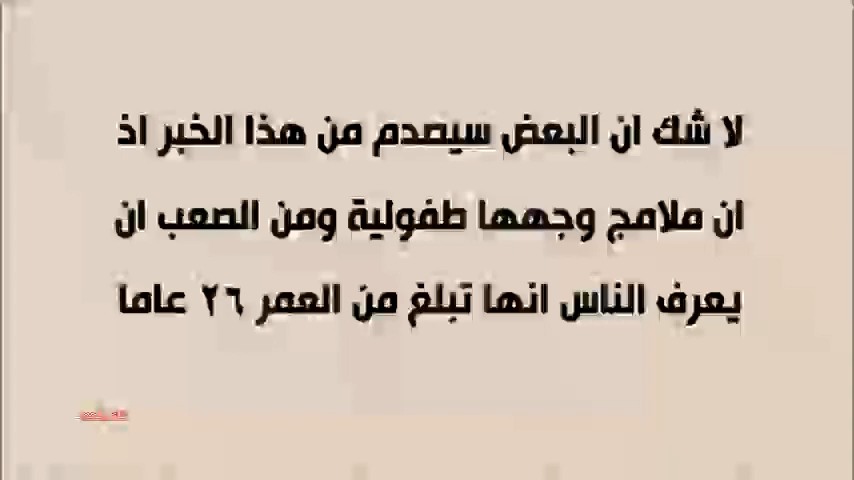 لا شك ان البعض سيصدم من هذا الخبر اذ
ان ملامح وجهها طفولية ومن الصعب ان
يعرف الناس انها تبلغ من العمر ٢٦ عاما